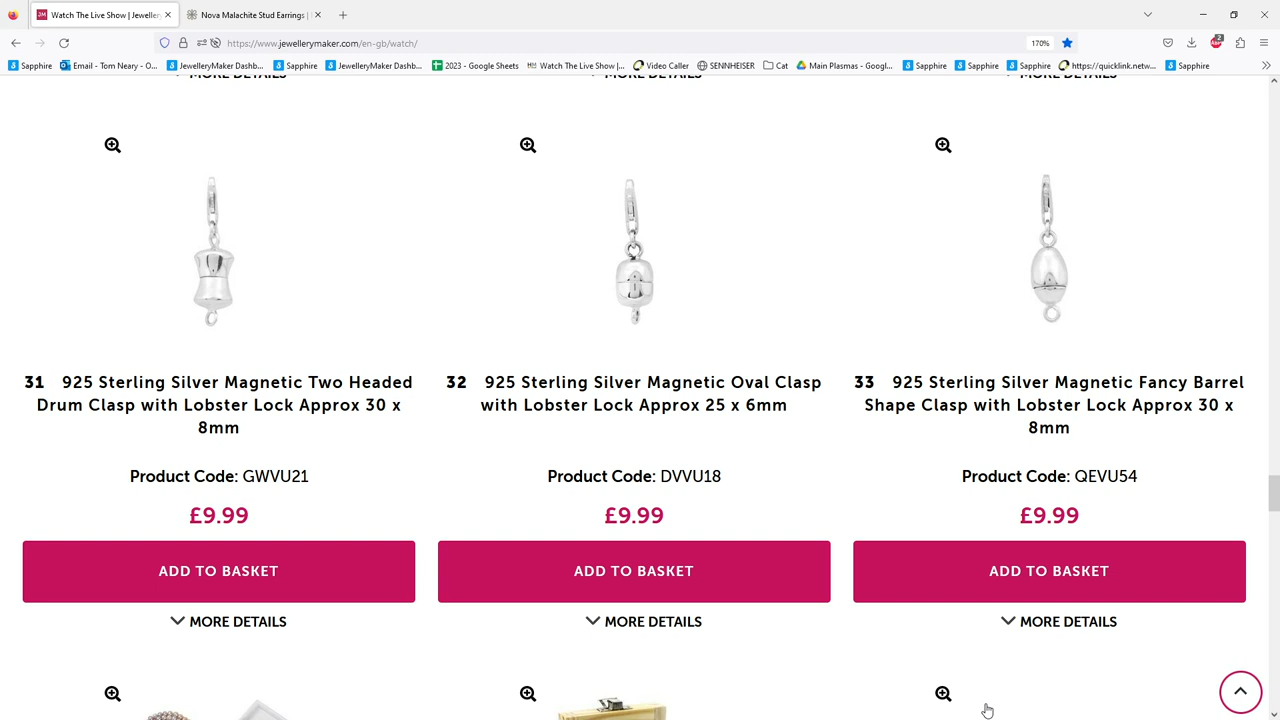 Watch The Live Show | Jeweller
Nova Malachite Stud Earrings |
https://www.jewellerymaker.com/en-gb/watch/
170%
2
Sapphire
Email - Tom Neary - O...
JewelleryMaker Dashb...
Sapphire
JewelleryMaker Dashb...
2023 - Google Sheets
Watch The Live Show |...
Video Caller
SENNHEISER
Cat
Main Plasmas - Googl...
Sapphire
Sapphire
Sapphire
https://quicklink.netw...
Sapphire
MORE DETAILS
MORE DETAILS
MORE DETAILS
31 925 Sterling Silver Magnetic Two Headed
Drum Clasp with Lobster Lock Approx 30 x
8mm
Product Code: GWVU21
£9.99
ADD TO BASKET
MORE DETAILS
32 925 Sterling Silver Magnetic Oval Clasp
with Lobster Lock Approx 25 x 6mm
Product Code: DVVU18
£9.99
ADD TO BASKET
MORE DETAILS
33 925 Sterling Silver Magnetic Fancy Barrel
Shape Clasp with Lobster Lock Approx 30 x
8mm
Product Code: QEVU54
£9.99
ADD TO BASKET
MORE DETAILS